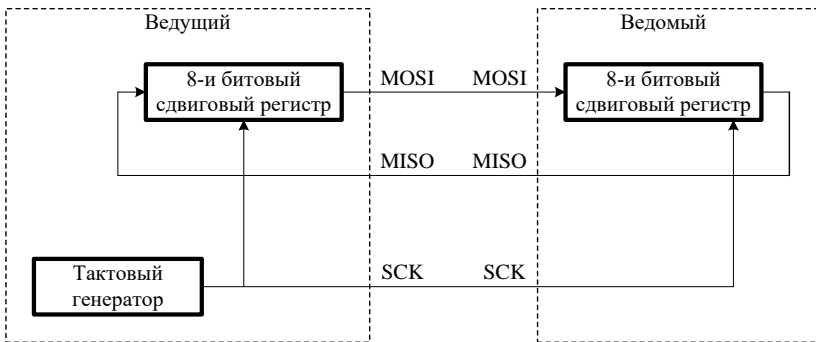 Ведущий
Ведомый
8-и битовый
сдвиговый регистр
MOSI
MOSI
8-и битовый
сдвиговый регистр
MISO
MISO
Тактовый
генератор
SCK
SCK